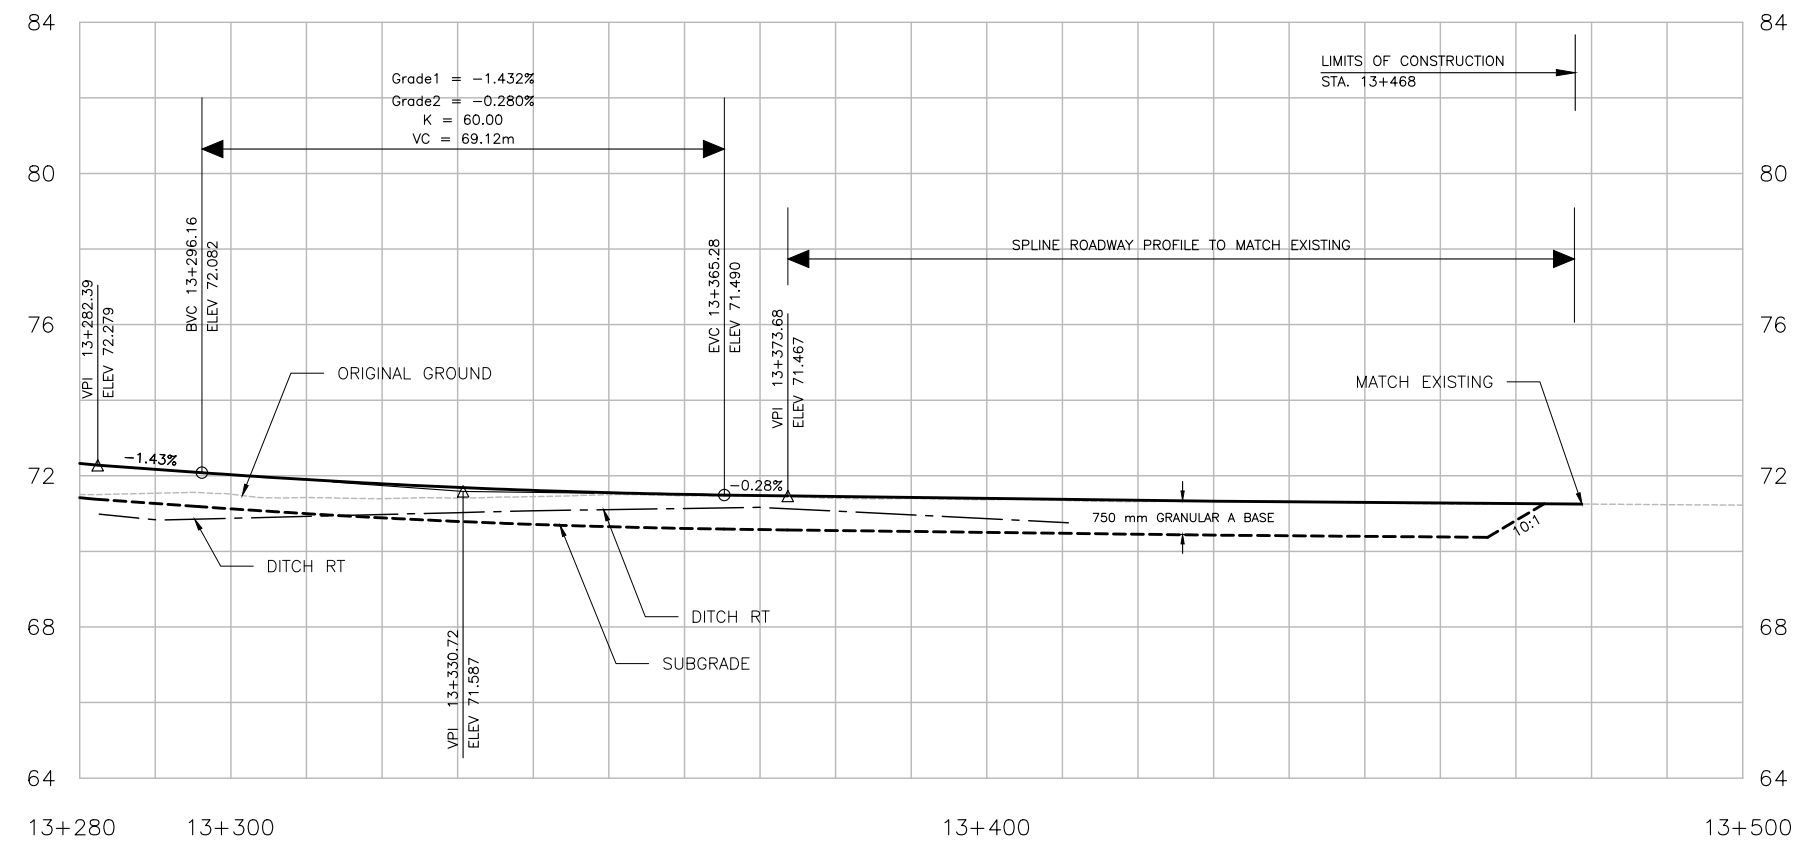 84
84
LIMITS OF CONSTRUCTION
STA. 13+468
Grade1 = -1.432%
Grade2 = -0.280%
K = 60.00
VC = 69.12m
80
80
BVC 13+296.16
ELEV 72.082
EVC 13+365.28
ELEV 71.490
SPLINE ROADWAY PROFILE TO MATCH EXISTING
VPI 13+282.39
ELEV 72.279
VPI 13+373.68
ELEV 71.467
76
76
ORIGINAL GROUND
MATCH EXISTING
-1.43%
72
72
-0.28%
750 mm GRANULAR A BASE
10:1
DITCH RT
DITCH RT
68
68
VPI 13+330.72
ELEV 71.587
SUBGRADE
64
64
13+280
13+300
13+400
13+500